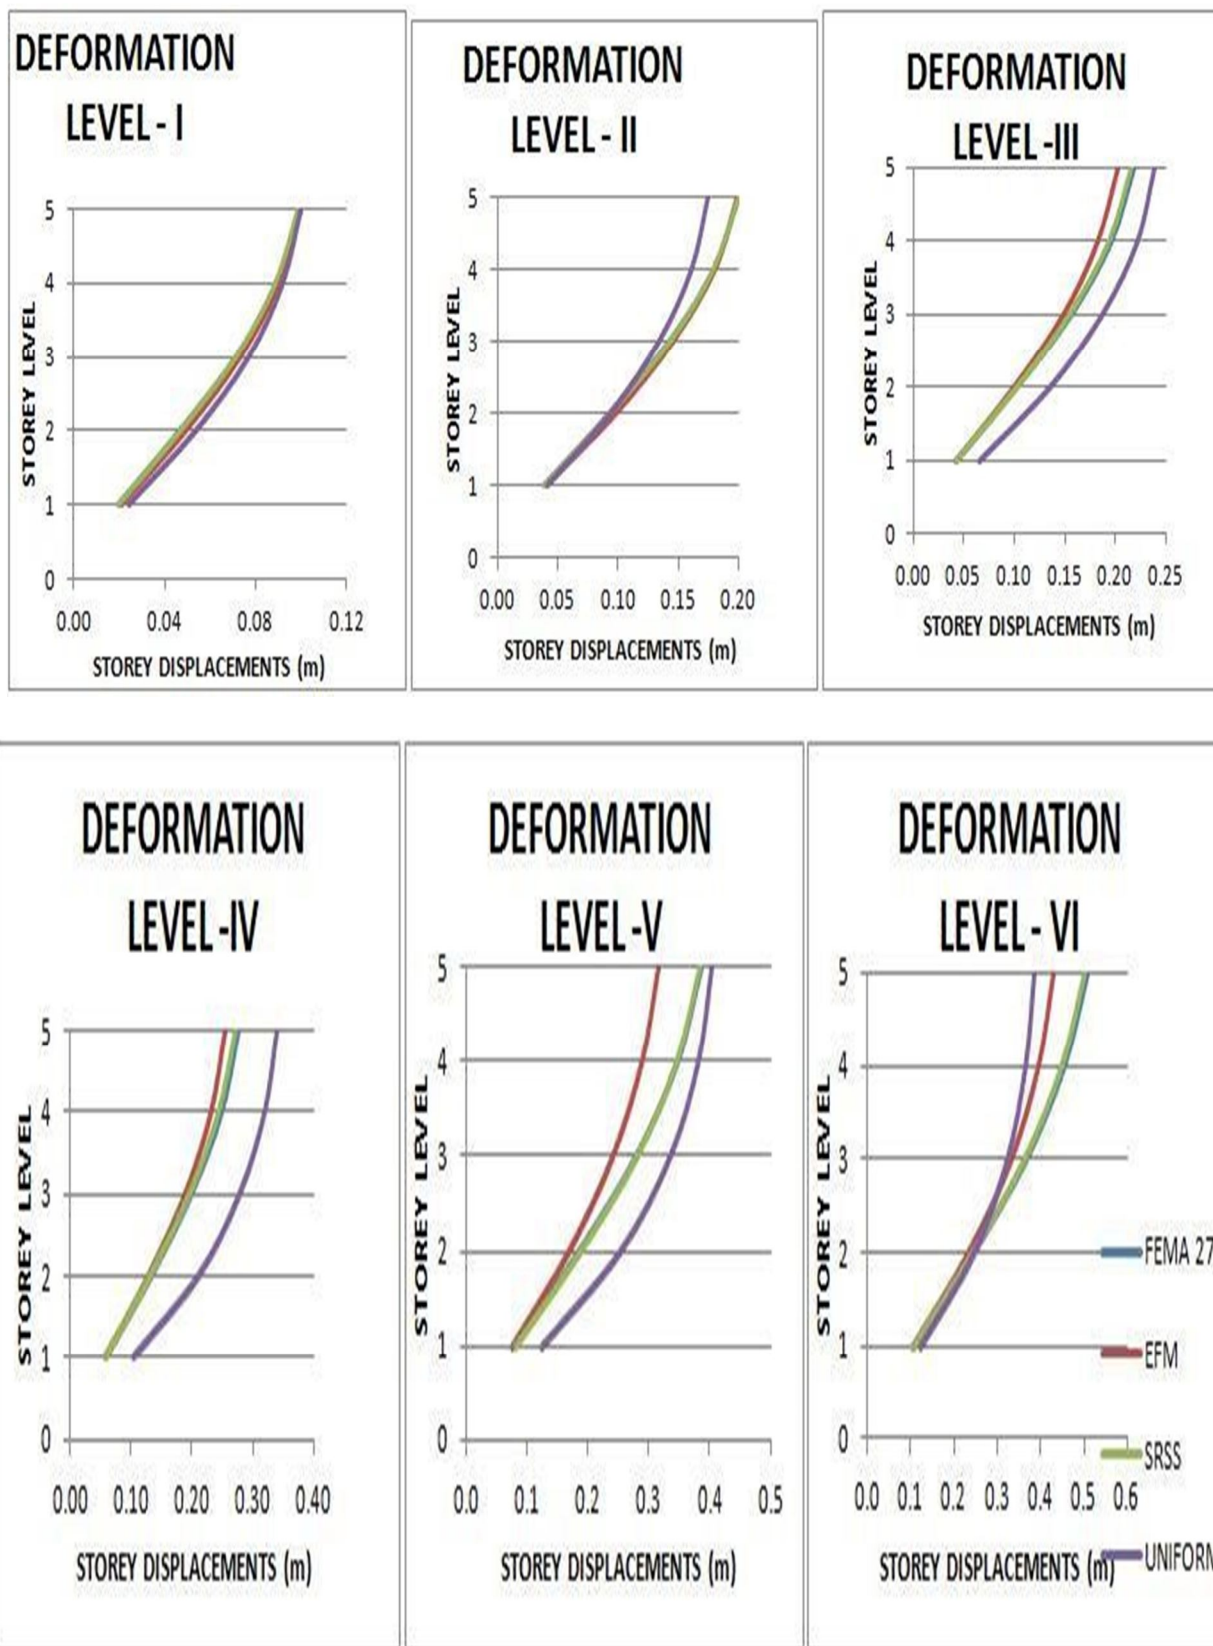 DEFORMATION
LEVEL - I
5
4
3
2
1
0
STOREY LEVEL
0.00 0.04 0.08 0.12
STOREY DISPLACEMENTS (m)
DEFORMATION
LEVEL - II
5
4
3
2
1
0
STOREY LEVEL
0.00 0.05 0.10 0.15 0.20
STOREY DISPLACEMENTS (m)
DEFORMATION
LEVEL -III
5
4
3
2
1
0
STOREY LEVEL
0.00 0.05 0.10 0.15 0.20 0.25
STOREY DISPLACEMENTS (m)
DEFORMATION
LEVEL -IV
5
4
3
2
1
0
STOREY LEVEL
0.00 0.10 0.20 0.30 0.40
STOREY DISPLACEMENTS (m)
DEFORMATION
LEVEL -V
5
4
3
2
1
0
STOREY LEVEL
0.0 0.1 0.2 0.3 0.4 0.5
STOREY DISPLACEMENTS (m)
DEFORMATION
LEVEL - VI
5
4
3
2
1
0
STOREY LEVEL
0.0 0.1 0.2 0.3 0.4 0.5 0.6
STOREY DISPLACEMENTS (m)
FEMA 27
EFM
SRSS
UNIFORM